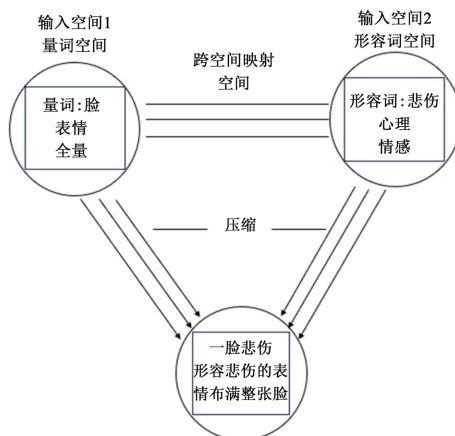 输入空间1
量词空间
输入空间2
形容词空间
跨空间映射
空间
量词:脸
表情
全量
形容词:悲伤
心理
情感
压缩
一脸悲伤
形容悲伤的表
情布满整张脸